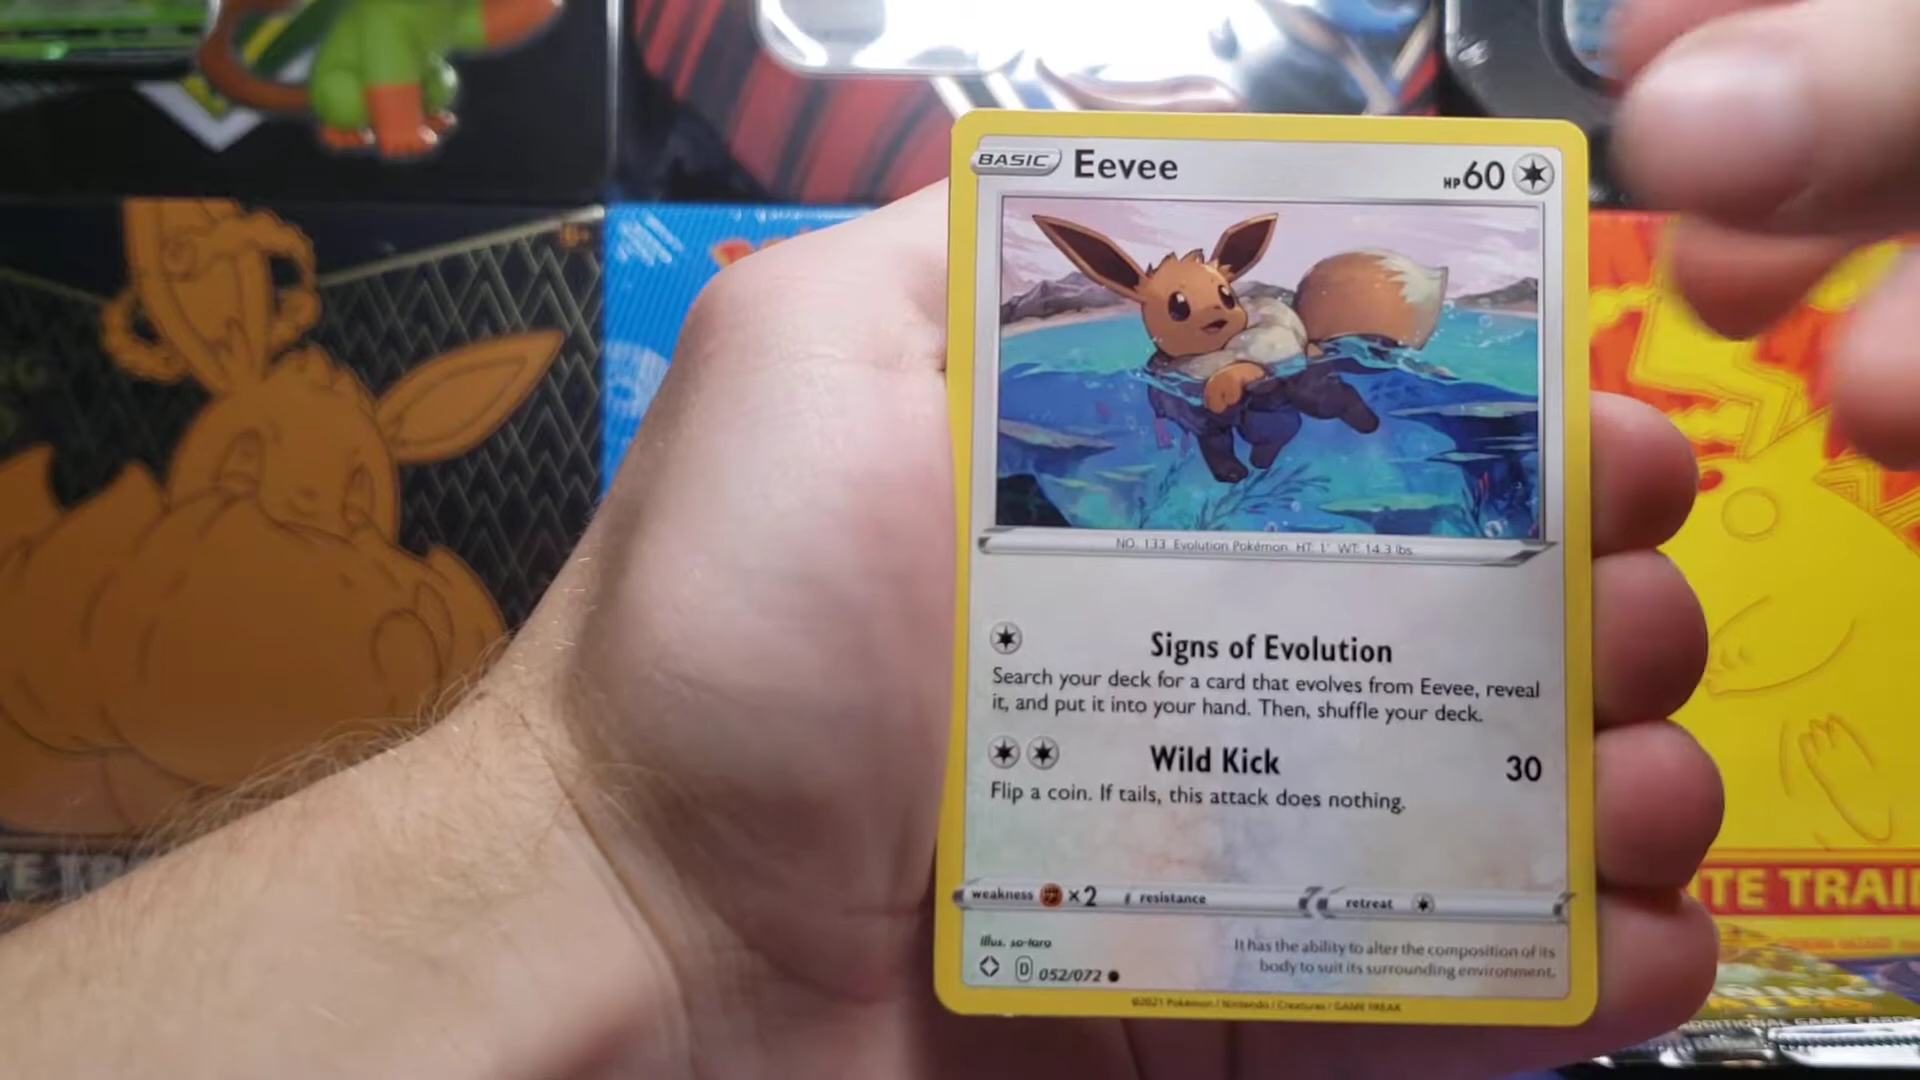 BASIC Eevee HP60
NO. 133 Evolution Pokémon HT: 1' WT: 14.3 lbs.
Signs of Evolution
Search your deck for a card that evolves from Eevee, reveal
it, and put it into your hand. Then, shuffle your deck.
Wild Kick 30
Flip a coin. If tails, this attack does nothing.
weakness ×2 resistance retreat
Illus. so-taro
D 052/072
It has the ability to alter the composition of its
body to suit its surrounding environment.
©2021 Pokémon / Nintendo / Creatures / GAME FREAK